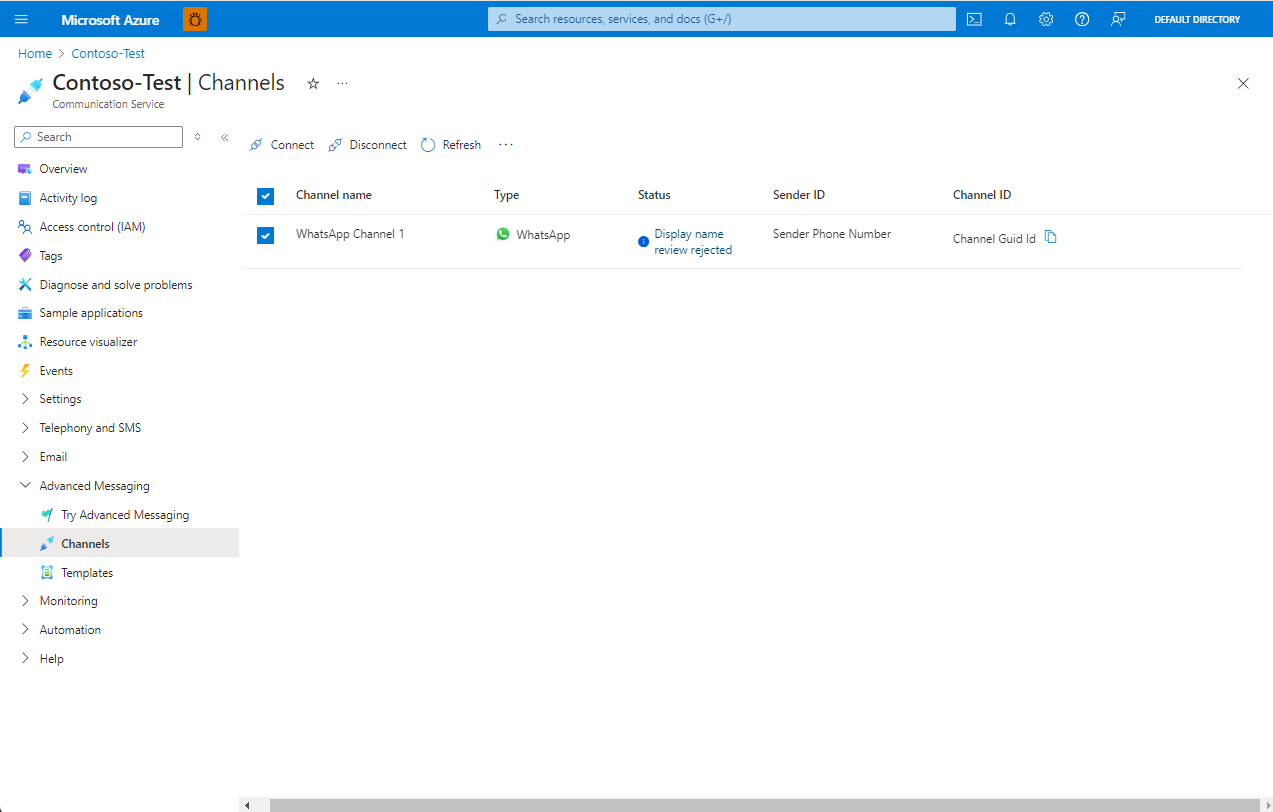 Microsoft Azure
Search resources, services, and docs (G+/)
DEFAULT DIRECTORY
Home > Contoso-Test
Contoso-Test | Channels
Communication Service
Search
Connect Disconnect Refresh
Overview
Activity log
Access control (IAM)
Tags
Diagnose and solve problems
Sample applications
Resource visualizer
Events
Settings
Telephony and SMS
Email
Advanced Messaging
Try Advanced Messaging
Channels
Templates
Monitoring
Automation
Help
Channel name Type Status Sender ID Channel ID
WhatsApp Channel 1 WhatsApp Display name Sender Phone Number Channel Guid Id
review rejected